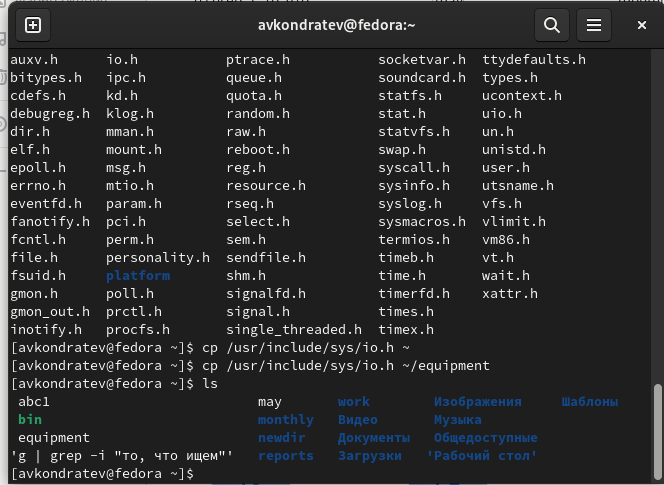 avkondratev@fedora:~
auxv.h io.h ptrace.h socketvar.h ttydefaults.h
bitypes.h ipc.h queue.h soundcard.h types.h
cdefs.h kd.h quota.h statfs.h ucontext.h
debugreg.h klog.h random.h stat.h uio.h
dir.h mman.h raw.h statvfs.h un.h
elf.h mount.h reboot.h swap.h unistd.h
epoll.h msg.h reg.h syscall.h user.h
errno.h mtio.h resource.h sysinfo.h utsname.h
eventfd.h param.h rseq.h syslog.h vfs.h
fanotify.h pci.h select.h sysmacros.h vlimit.h
fcntl.h perm.h sem.h termios.h vm86.h
file.h personality.h sendfile.h timeb.h vt.h
fsuid.h platform shm.h time.h wait.h
gmon.h poll.h signalfd.h timerfd.h xattr.h
gmon_out.h prctl.h signal.h times.h
inotify.h procfs.h single_threaded.h timex.h
[avkondratev@fedora ~]$ cp /usr/include/sys/io.h ~
[avkondratev@fedora ~]$ cp /usr/include/sys/io.h ~/equipment
[avkondratev@fedora ~]$ ls
abc1 may work Изображения Шаблоны
bin monthly Видео Музыка
equipment newdir Документы Общедоступные
'g | grep -i "то, что ищем"' reports Загрузки 'Рабочий стол'
[avkondratev@fedora ~]$